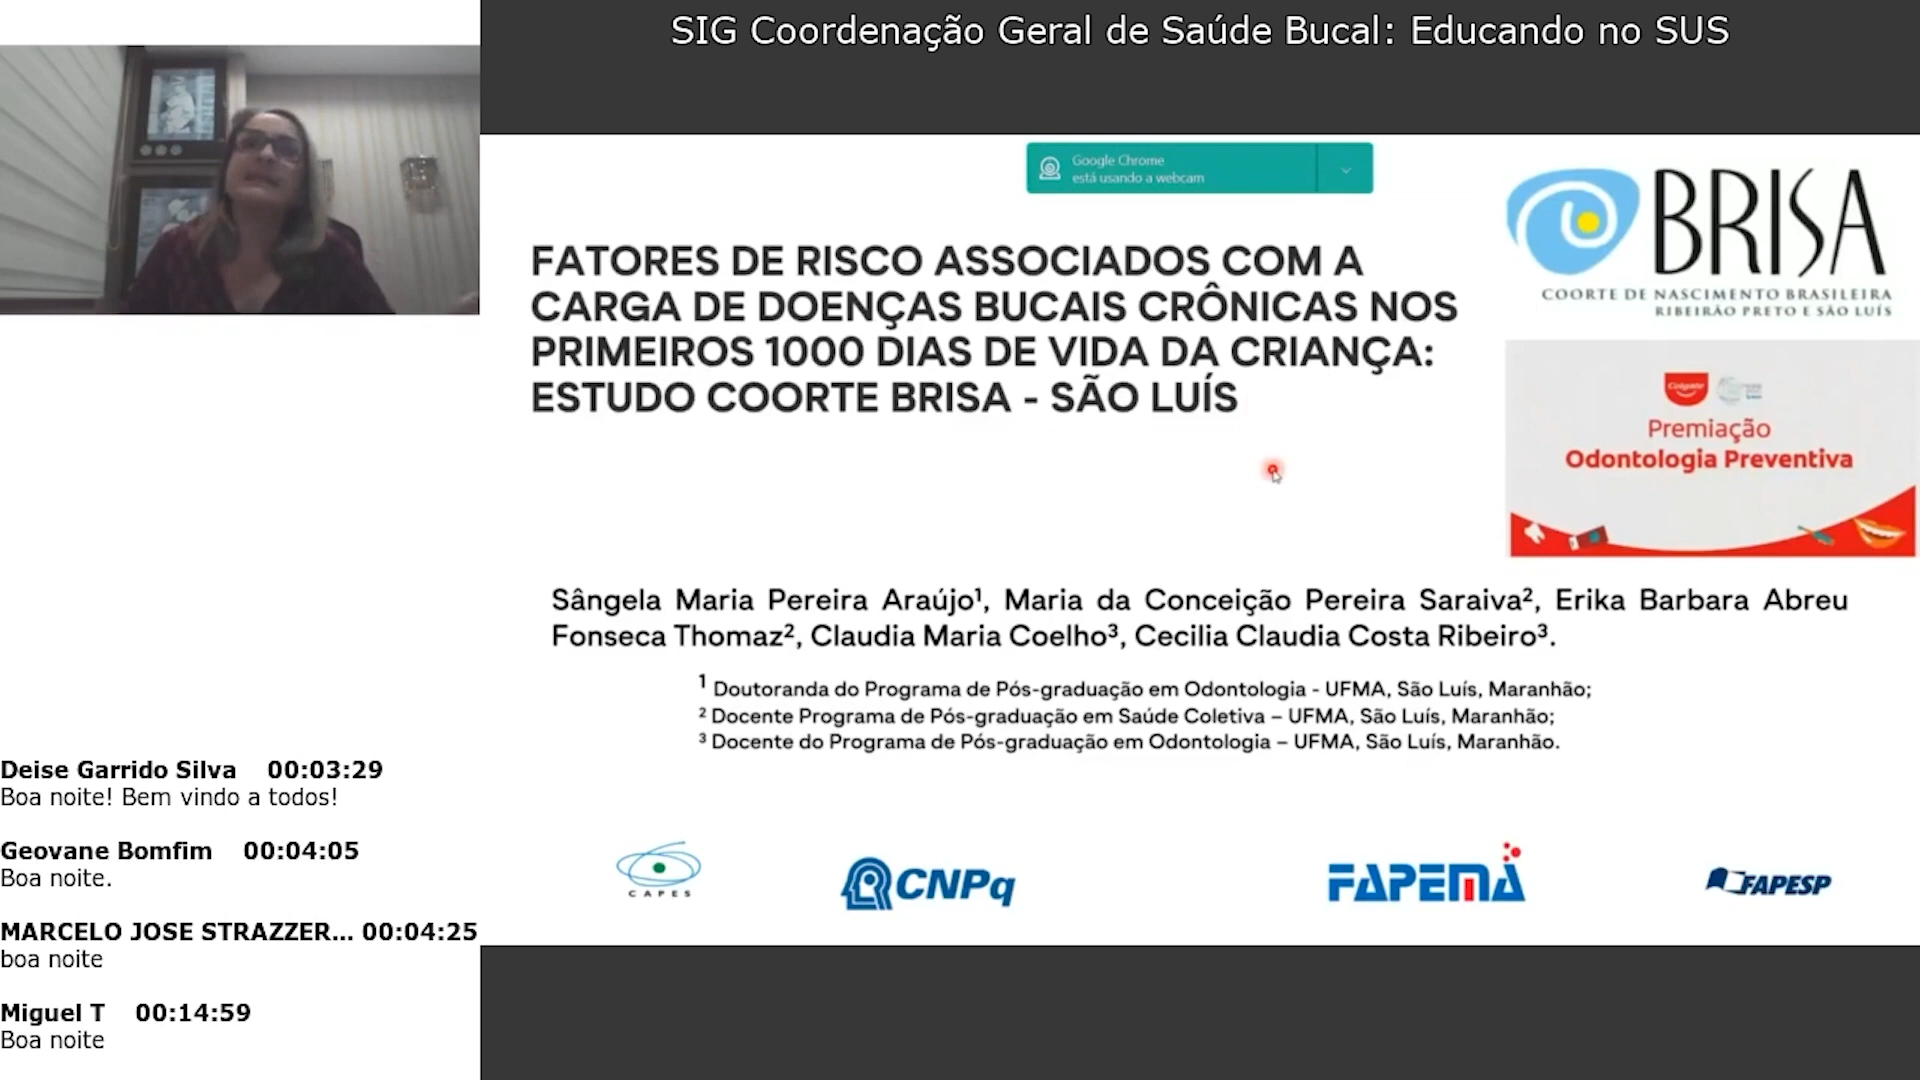 SIG Coordenação Geral de Saúde Bucal: Educando no SUS
Google Chrome
está usando a webcam
BRISA
COORTE DE NASCIMENTO BRASILEIRA
RIBEIRÃO PRETO E SÃO LUÍS
FATORES DE RISCO ASSOCIADOS COM A
CARGA DE DOENÇAS BUCAIS CRÔNICAS NOS
PRIMEIROS 1000 DIAS DE VIDA DA CRIANÇA:
ESTUDO COORTE BRISA - SÃO LUÍS
Colgate
Premiação
Odontologia Preventiva
Sângela Maria Pereira Araújo¹, Maria da Conceição Pereira Saraiva², Erika Barbara Abreu
Fonseca Thomaz², Claudia Maria Coelho³, Cecilia Claudia Costa Ribeiro³.
¹ Doutoranda do Programa de Pós-graduação em Odontologia - UFMA, São Luís, Maranhão;
² Docente Programa de Pós-graduação em Saúde Coletiva – UFMA, São Luís, Maranhão;
³ Docente do Programa de Pós-graduação em Odontologia – UFMA, São Luís, Maranhão.
CAPES
CNPq
FAPEMA
FAPESP
Deise Garrido Silva 00:03:29
Boa noite! Bem vindo a todos!
Geovane Bomfim 00:04:05
Boa noite.
MARCELO JOSE STRAZZER... 00:04:25
boa noite
Miguel T 00:14:59
Boa noite